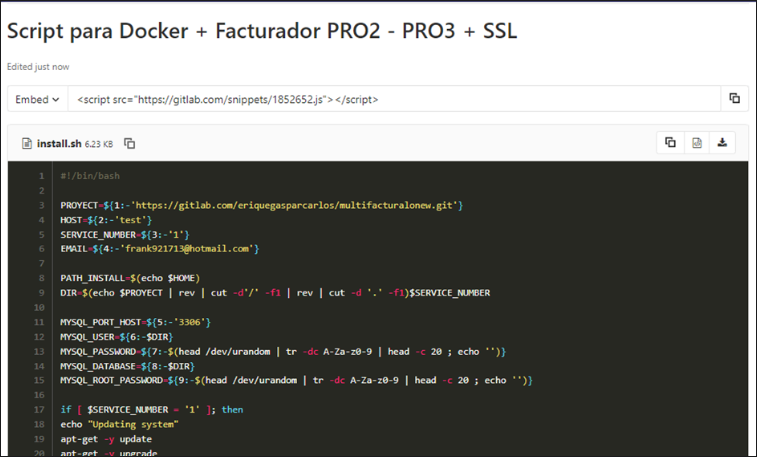 Script para Docker + Facturador PRO2 - PRO3 + SSL
Edited just now
Embed <script src="https://gitlab.com/snippets/1852652.js"></script>
install.sh 6.23 KB
1 #!/bin/bash
2
3 PROYECT=${1:-'https://gitlab.com/eriquegasparcarlos/multifacturalonew.git'}
4 HOST=${2:-'test'}
5 SERVICE_NUMBER=${3:-'1'}
6 EMAIL=${4:-'frank921713@hotmail.com'}
7
8 PATH_INSTALL=$(echo $HOME)
9 DIR=$(echo $PROYECT | rev | cut -d'/' -f1 | rev | cut -d '.' -f1)$SERVICE_NUMBER
10
11 MYSQL_PORT_HOST=${5:-'3306'}
12 MYSQL_USER=${6:-$DIR}
13 MYSQL_PASSWORD=${7:-$(head /dev/urandom | tr -dc A-Za-z0-9 | head -c 20 ; echo '')}
14 MYSQL_DATABASE=${8:-$DIR}
15 MYSQL_ROOT_PASSWORD=${9:-$(head /dev/urandom | tr -dc A-Za-z0-9 | head -c 20 ; echo '')}
16
17 if [ $SERVICE_NUMBER = '1' ]; then
18 echo "Updating system"
19 apt-get -y update
20 apt-get -y upgrade